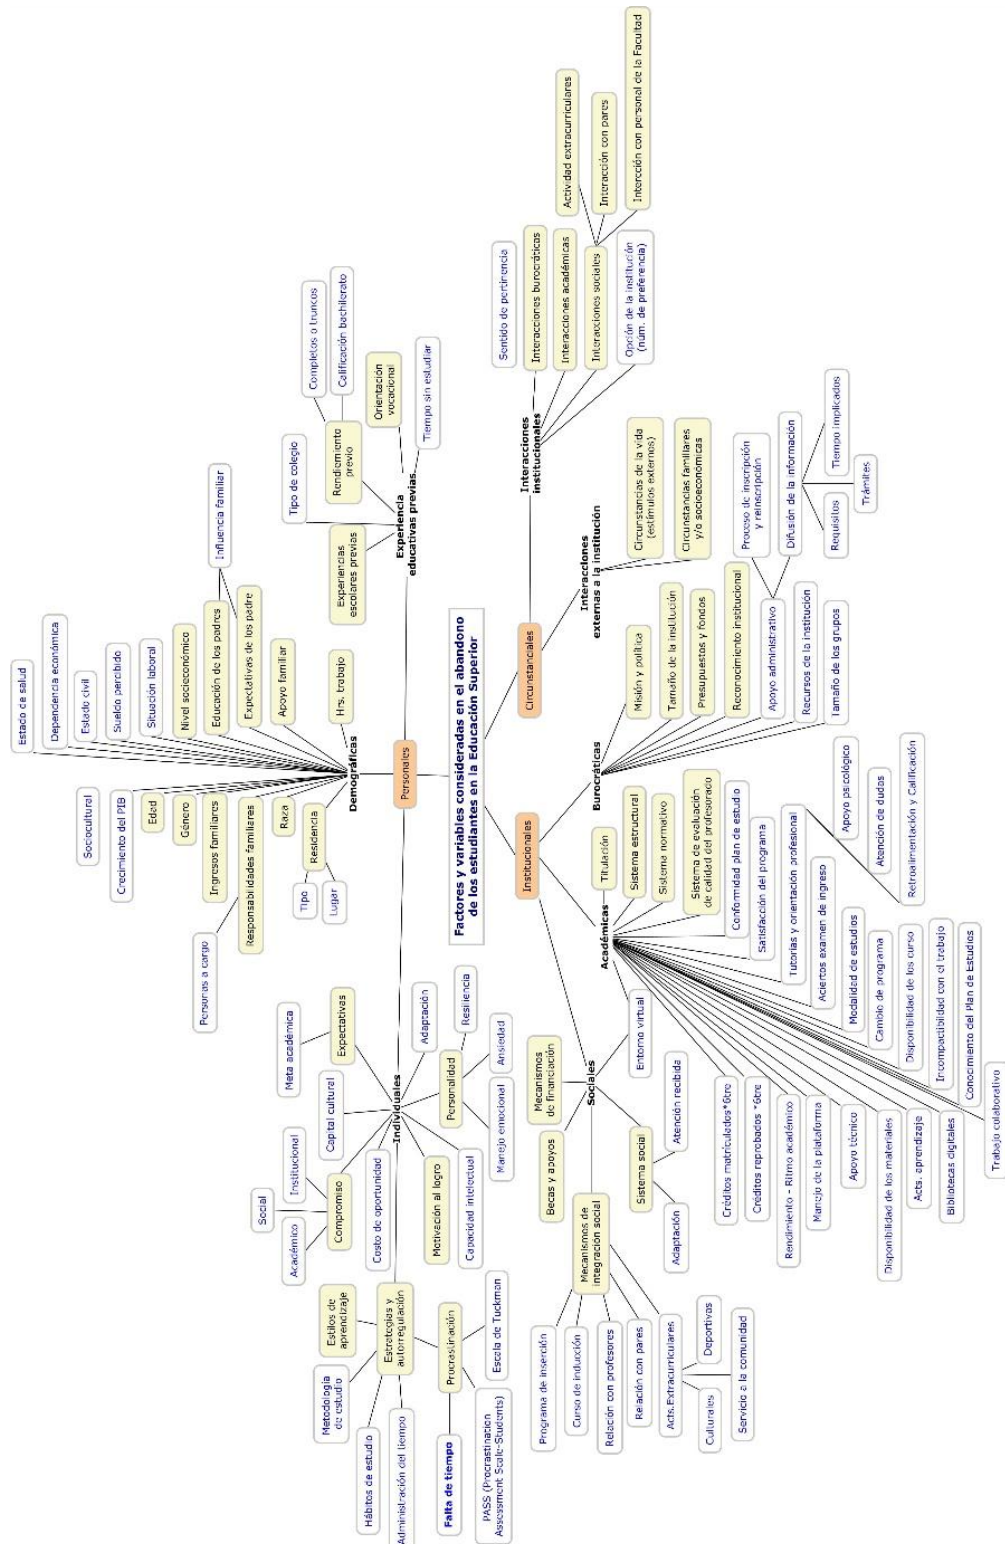 Factores y variables consideradas en el abandono
de los estudiantes en la Educación Superior
Personales
Demográficas
Estado de salud
Dependencia económica
Estado civil
Sueldo percibido
Situación laboral
Nivel socioeconómico
Educación de los padres
Influencia familiar
Expectativas de los padre
Apoyo familiar
Hrs. trabajo
Sociocultural
Crecimiento del PIB
Edad
Género
Ingresos familiares
Personas a cargo
Responsabilidades familiares
Raza
Residencia
Tipo
Lugar
Experiencia
educativas previas
Tipo de colegio
Experiencias
escolares previas
Rendimiento
previo
Completos o truncos
Calificación bachilerato
Orientación
vocacional
Tiempo sin estudiar
Individuales
Meta académica
Expectativas
Adaptación
Capital cultural
Institucional
Social
Académico
Compromiso
Costo de oportunidad
Personalidad
Resiliencia
Ansiedad
Manejo emocional
Motivación al logro
Capacidad intelectual
Estrategias y
autorregulación
Estilos de
aprendizaje
Metodología
de estudio
Hábitos de estudio
Administración del tiempo
Procrastinación
Falta de tiempo
PASS (Procrastination
Assessment Scale-Students)
Escala de Tuckman
Circunstanciales
Interacciones
institucionales
Sentido de pertinencia
Interacciones burocráticas
Interacciones académicas
Interacciones sociales
Actividad extracurriculares
Interacción con pares
Intercción con personal de la Facultad
Opción de la institución
(núm. de preferencia)
Interacciones
externas a la institución
Circunstancias de la vida
(estímulos externos)
Circunstancias familiares
y/o socioeconómicas
Institucionales
Burocráticas
Misión y política
Tamaño de la institución
Presupuestos y fondos
Reconocimiento institucional
Apoyo administrativo
Proceso de inscripción
y reinscripción
Difusión de la información
Requisitos
Trámites
Tiempo implicados
Recursos de la institución
Tamaño de los grupos
Académicas
Titulación
Sistema estructural
Sistema normativo
Sistema de evaluación
de calidad del profesorado
Conformidad plan de estudio
Satisfacción del programa
Tutorías y orientación profesional
Apoyo psicológico
Atención de dudas
Retroalimentación y Calificación
Aciertos examen de ingreso
Modalidad de estudios
Cambio de programa
Disponibilidad de los curso
Incompactibildad con el trabajo
Conocimiento del Plan de Estudios
Trabajo colaborativo
Bibliotecas digitales
Acts. aprendizaje
Disponibilidad de los materiales
Apoyo técnico
Manejo de la plataforma
Rendimiento - Ritmo académico
Créditos reprobados *6tre
Créditos matriculados*6tre
Entorno virtual
Sociales
Mecanismos
de financiación
Becas y apoyos
Sistema social
Atención recibida
Adaptación
Mecanismos de
integración social
Programa de inserción
Curso de inducción
Relación con profesores
Relación con pares
Acts.Extracurriculares
Culturales
Deportivas
Servicio a la comunidad